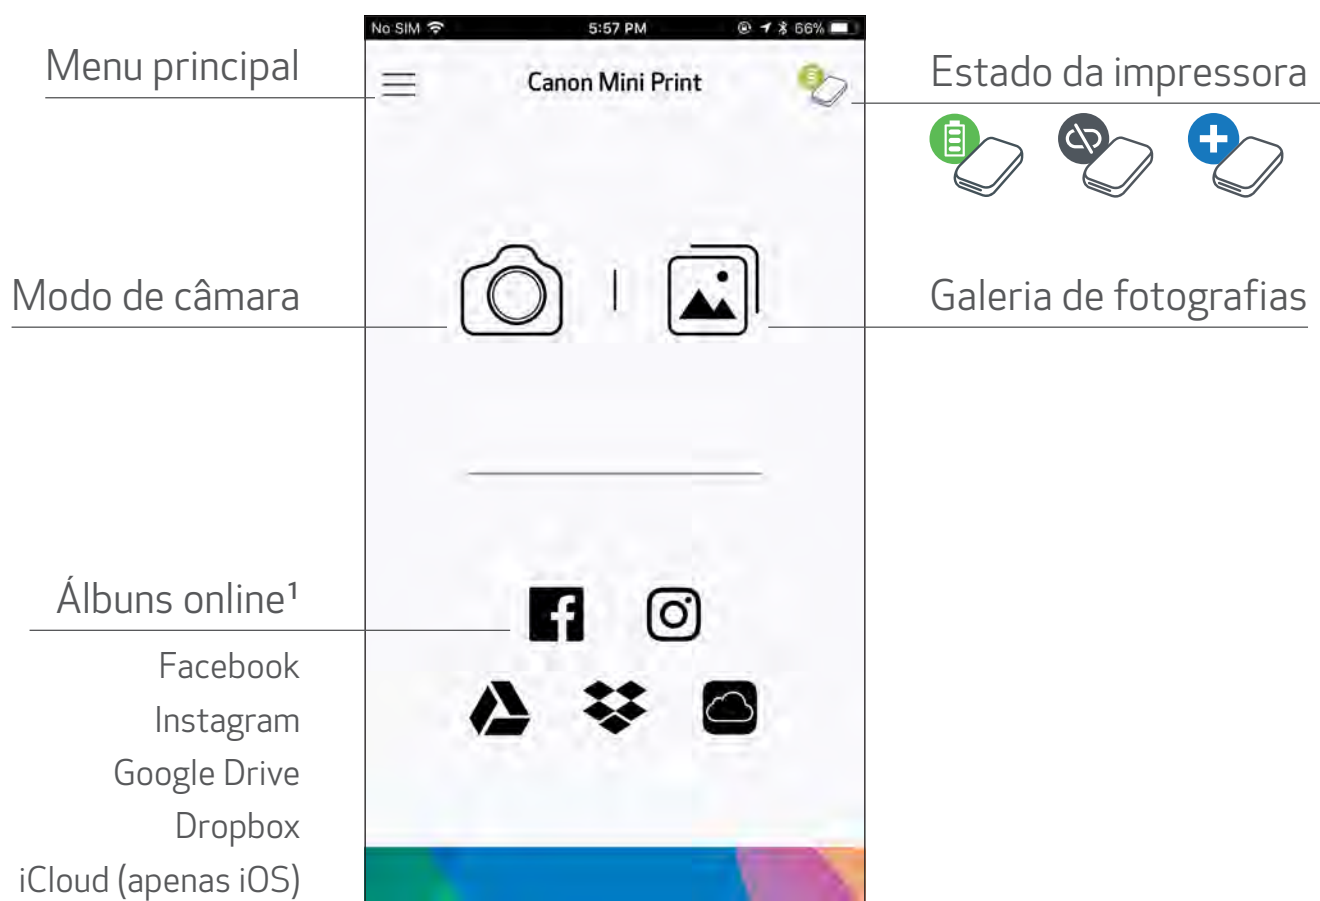 No SIM 5:57 PM 66%
Menu principal
Canon Mini Print
Estado da impressora
Modo de câmara
Galeria de fotografias
Álbuns online¹
Facebook
Instagram
Google Drive
Dropbox
iCloud (apenas iOS)